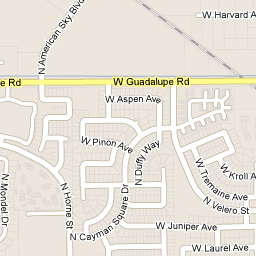 W Harvard A
N American Sky Blvd
e Rd
W Guadalupe Rd
W Aspen Ave
W Pinon Ave
N Duffy Way
W Kroll A
W Tremaine Ave
N Mondel Dr
N Horne St
N Cayman Square Dr
N Velero St
W Juniper Ave
W Laurel Ave